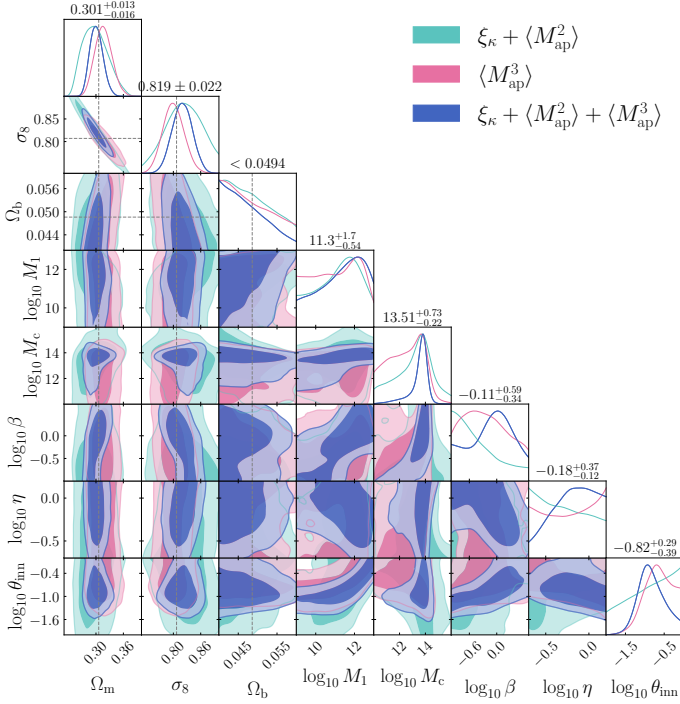 0.301^{+0.013}_{-0.016}
ξ_κ + ⟨M_ap^2⟩
⟨M_ap^3⟩
ξ_κ + ⟨M_ap^2⟩ + ⟨M_ap^3⟩
0.819 ± 0.022
σ_8
0.85
0.80
< 0.0494
Ω_b
0.056
0.050
0.044
11.3^{+1.7}_{-0.54}
log_10 M_1
12
10
13.51^{+0.73}_{-0.22}
log_10 M_c
14
12
−0.11^{+0.59}_{-0.34}
log_10 β
0.0
−0.5
−0.18^{+0.37}_{-0.12}
log_10 η
0.0
−0.5
−0.82^{+0.29}_{-0.39}
log_10 θ_inn
−0.4
−1.0
−1.6
0.30 0.36 0.80 0.86 0.045 0.055 10 12 12 14 −0.6 0.0 −0.5 0.0 −1.5 −0.5
Ω_m σ_8 Ω_b log_10 M_1 log_10 M_c log_10 β log_10 η log_10 θ_inn